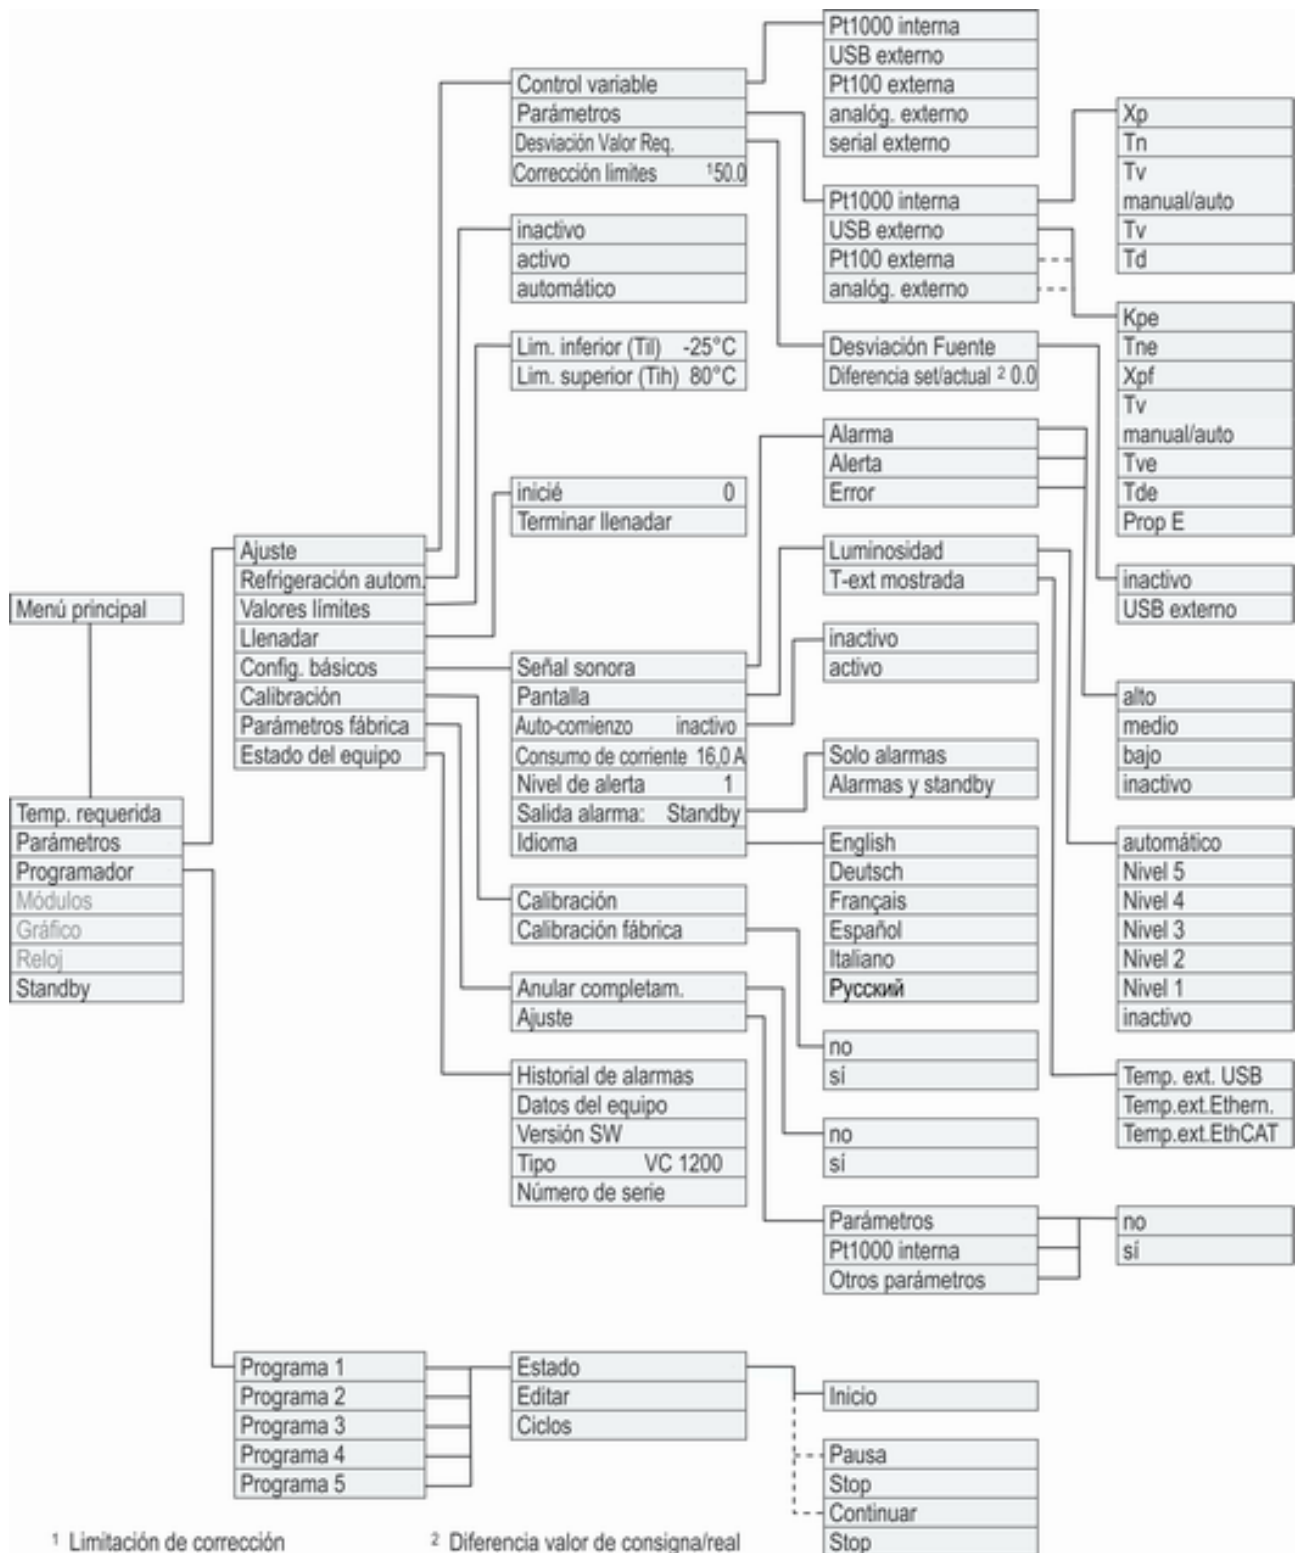 Menú principal
Temp. requerida
Parámetros
Programador
Módulos
Gráfico
Reloj
Standby
Ajuste
Refrigeración autom.
Valores límites
Llenadar
Config. básicos
Calibración
Parámetros fábrica
Estado del equipo
Programa 1
Programa 2
Programa 3
Programa 4
Programa 5
Control variable
Parámetros
Desviación Valor Req.
Corrección limites ¹50.0
inactivo
activo
automático
Lim. inferior (Til) -25°C
Lim. superior (Tih) 80°C
inicié 0
Terminar llenadar
Señal sonora
Pantalla
Auto-comienzo inactivo
Consumo de corriente 16,0 A
Nivel de alerta 1
Salida alarma: Standby
Idioma
Calibración
Calibración fábrica
Anular completam.
Ajuste
Historial de alarmas
Datos del equipo
Versión SW
Tipo VC 1200
Número de serie
Estado
Editar
Ciclos
Pt1000 interna
USB externo
Pt100 externa
analóg. externo
serial externo
Pt1000 interna
USB externo
Pt100 externa
analóg. externo
Desviación Fuente
Diferencia set/actual ² 0.0
Alarma
Alerta
Error
Luminosidad
T-ext mostrada
inactivo
activo
Solo alarmas
Alarmas y standby
English
Deutsch
Français
Español
Italiano
Русский
no
sí
no
sí
Parámetros
Pt1000 interna
Otros parámetros
Inicio
Pausa
Stop
Continuar
Stop
Xp
Tn
Tv
manual/auto
Tv
Td
Kpe
Tne
Xpf
Tv
manual/auto
Tve
Tde
Prop E
inactivo
USB externo
alto
medio
bajo
inactivo
automático
Nivel 5
Nivel 4
Nivel 3
Nivel 2
Nivel 1
inactivo
Temp. ext. USB
Temp.ext.Ethern.
Temp.ext.EthCAT
no
sí
¹ Limitación de corrección
² Diferencia valor de consigna/real